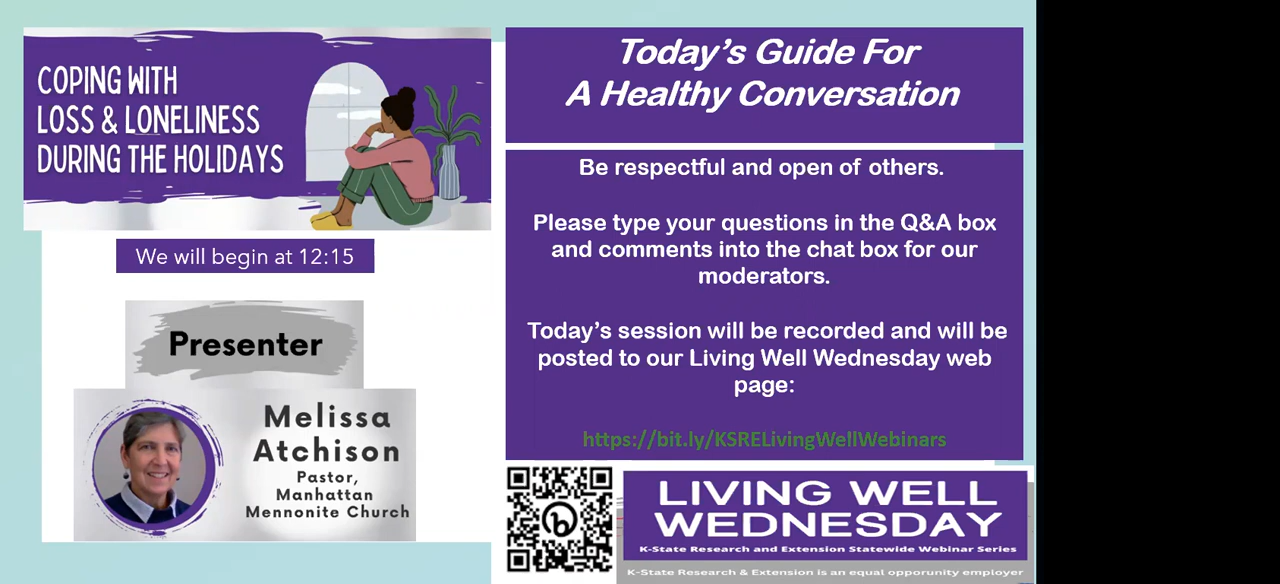 COPING WITH
LOSS & LONELINESS
DURING THE HOLIDAYS
We will begin at 12:15
Presenter
Melissa
Atchison
Pastor,
Manhattan
Mennonite Church
Today's Guide For
A Healthy Conversation
Be respectful and open of others.
Please type your questions in the Q&A box
and comments into the chat box for our
moderators.
Today's session will be recorded and will be
posted to our Living Well Wednesday web
page:
https://bit.ly/KSRELivingWellWebinars
b
LIVING WELL
WEDNESDAY
K-State Research and Extension Statewide Webinar Series
K-State Research & Extension is an equal opporunity employer